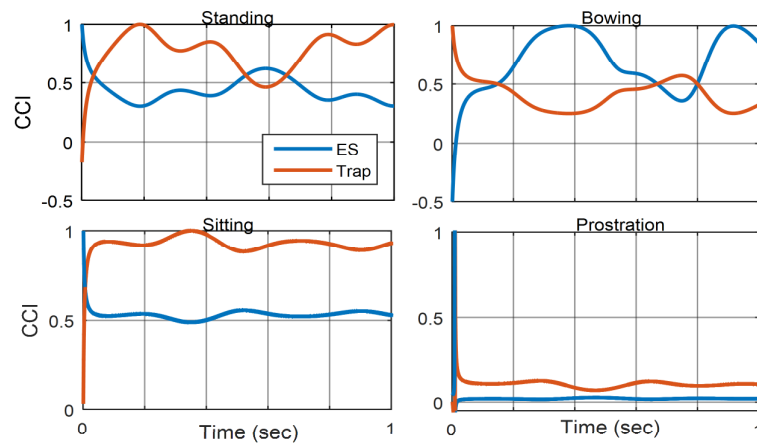 Standing
Bowing
1
0.5
0
-0.5
CCI
ES
Trap
1
0.5
0
-0.5
Sitting
Prostration
1
0.5
0
CCI
0
Time (sec)
1
1
0.5
0
0
Time (sec)
1